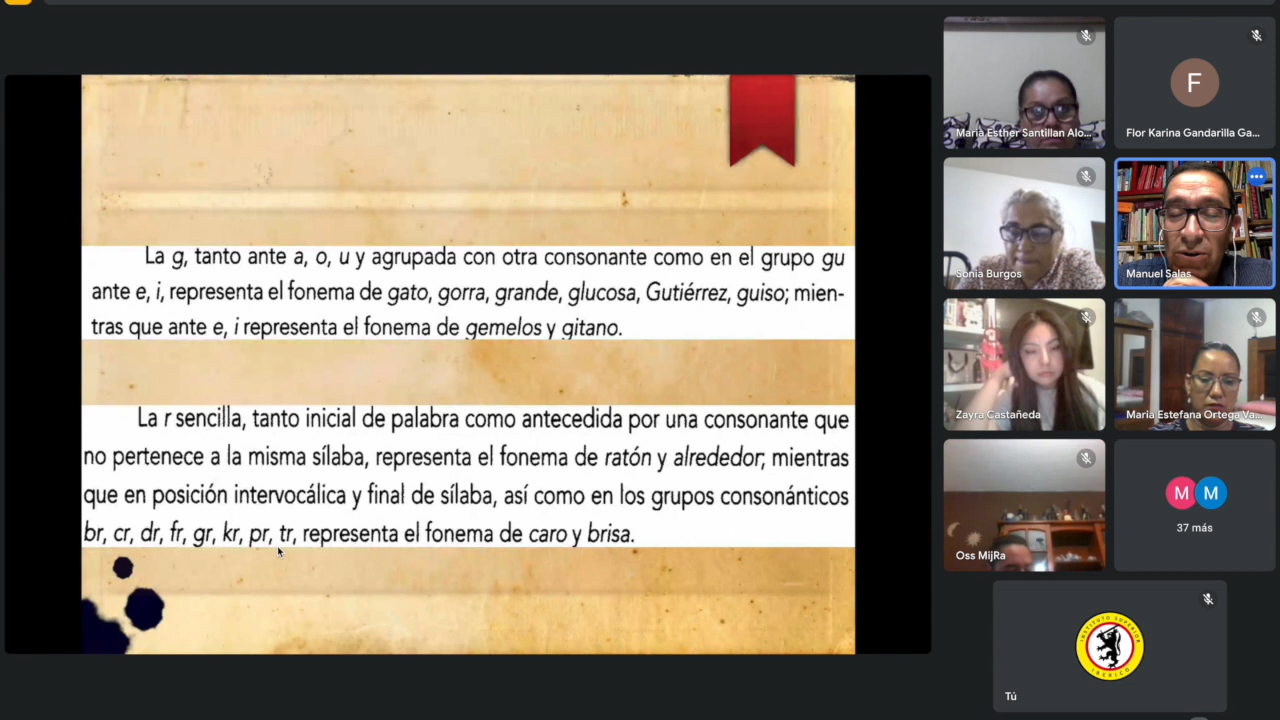 La g, tanto ante a, o, u y agrupada con otra consonante como en el grupo gu
ante e, i, representa el fonema de gato, gorra, grande, glucosa, Gutiérrez, guiso; mien-
tras que ante e, i representa el fonema de gemelos y gitano.
La r sencilla, tanto inicial de palabra como antecedida por una consonante que
no pertenece a la misma sílaba, representa el fonema de ratón y alrededor; mientras
que en posición intervocálica y final de sílaba, así como en los grupos consonánticos
br, cr, dr, fr, gr, kr, pr, tr, representa el fonema de caro y brisa.
Maria Esther Santillan Alo...
F
Flor Karina Gandarilla Ga...
Sonia Burgos
Manuel Salas
Zayra Castañeda
Maria Estefana Ortega Va...
Oss MijRa
M M
37 más
INSTITUTO SUPERIOR
IBERICO
Tú